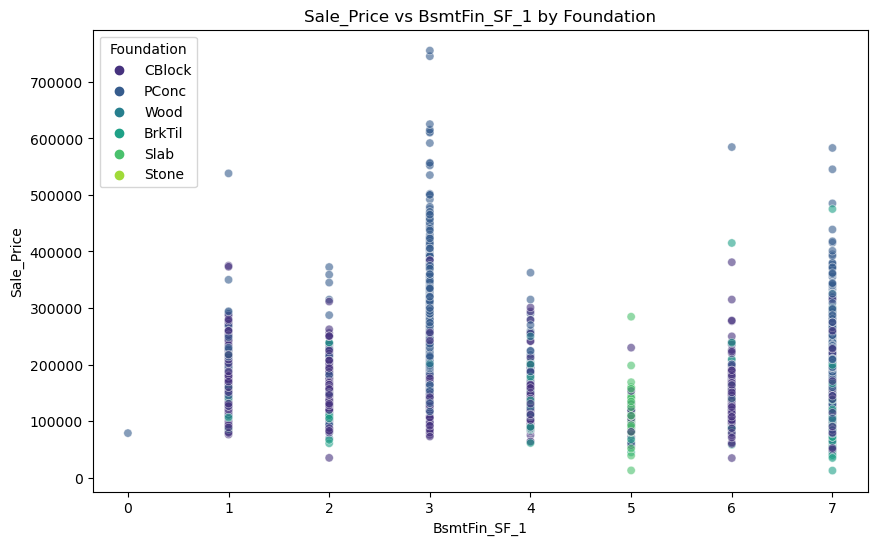 Sale_Price vs BsmtFin_SF_1 by Foundation
Foundation
CBlock
PConc
Wood
BrkTil
Slab
Stone
Sale_Price
700000
600000
500000
400000
300000
200000
100000
0
0 1 2 3 4 5 6 7
BsmtFin_SF_1